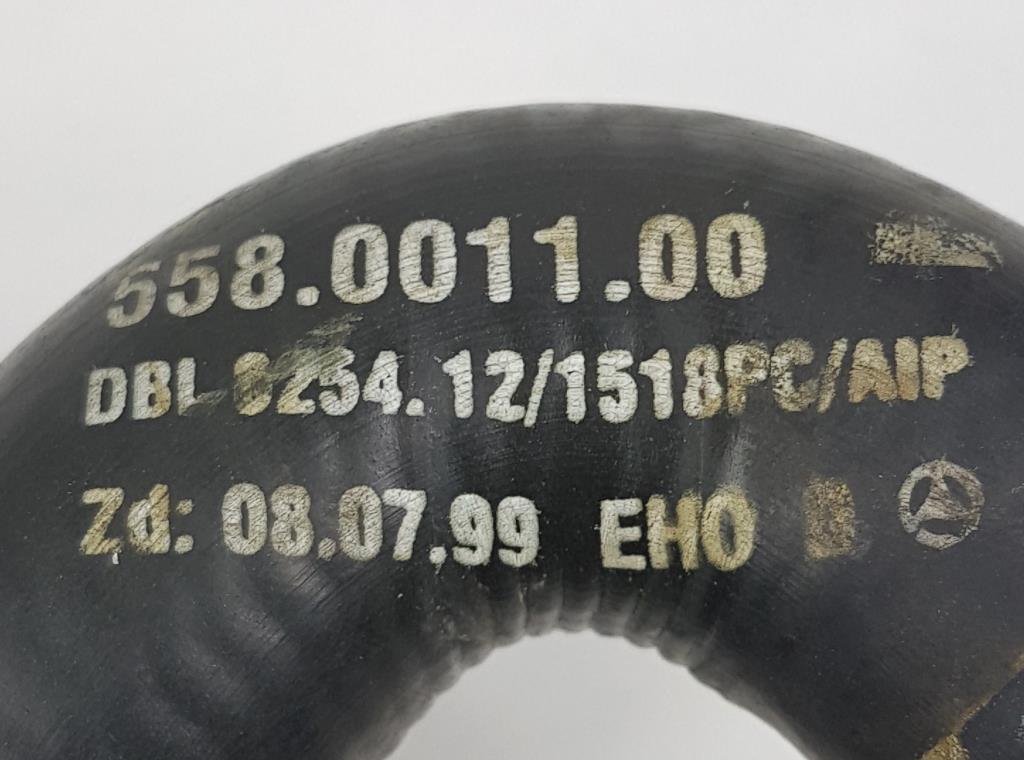 558.0011.00
DBL 6254.12/1518PC/AIP
Zd: 08.07.99 EHO